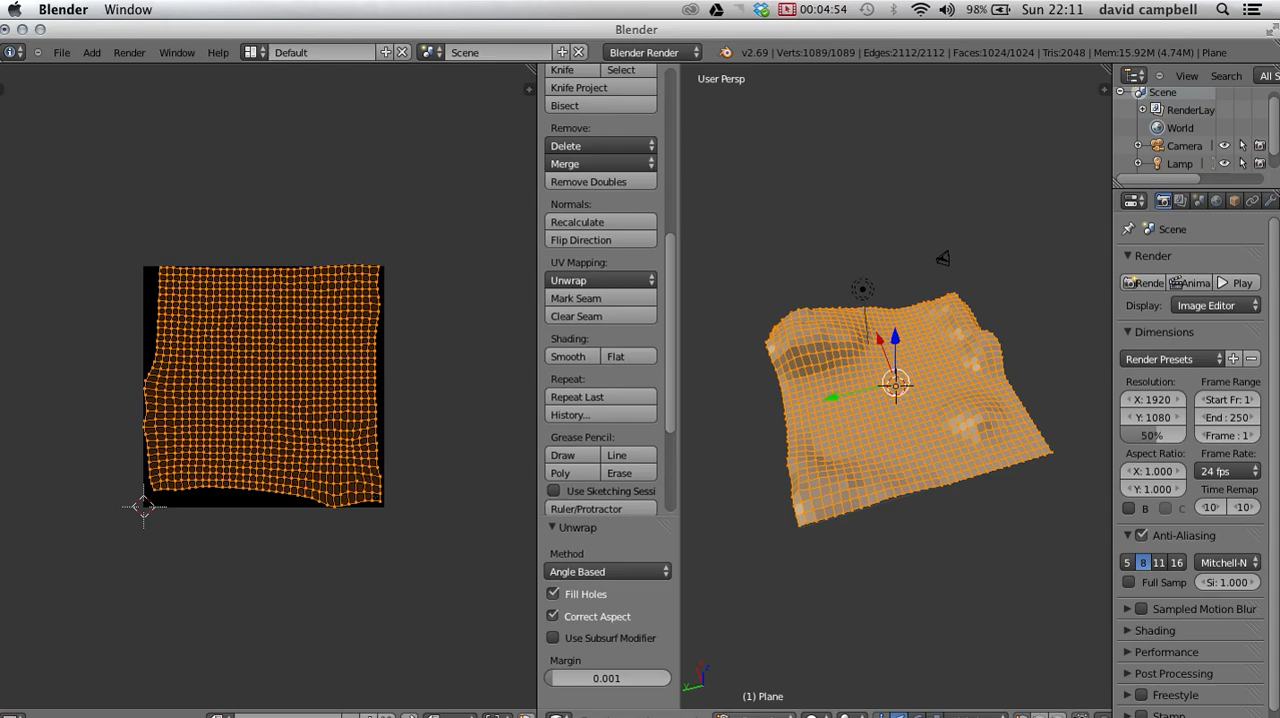 Blender Window 00:04:54 98% Sun 22:11 david campbell
Blender
File Add Render Window Help Default Scene Blender Render v2.69 | Verts:1089/1089 | Edges:2112/2112 | Faces:1024/1024 | Tris:2048 | Mem:15.92M (4.74M) | Plane
Knife Select
Knife Project
Bisect
Remove:
Delete
Merge
Remove Doubles
Normals:
Recalculate
Flip Direction
UV Mapping:
Unwrap
Mark Seam
Clear Seam
Shading:
Smooth Flat
Repeat:
Repeat Last
History...
Grease Pencil:
Draw Line
Poly Erase
Use Sketching Sessi
Ruler/Protractor
Unwrap
Method
Angle Based
Fill Holes
Correct Aspect
Use Subsurf Modifier
Margin
0.001
User Persp
(1) Plane
View Search All S
Scene
RenderLay
World
Camera
Lamp
Scene
Render
Rende Anima Play
Display: Image Editor
Dimensions
Render Presets
Resolution: Frame Range
X: 1920 Start Fr: 1
Y: 1080 End : 250
50% Frame : 1
Aspect Ratio: Frame Rate:
X: 1.000 24 fps
Y: 1.000 Time Remap
B C 10 10
Anti-Aliasing
5 8 11 16 Mitchell-N
Full Samp Si: 1.000
Sampled Motion Blur
Shading
Performance
Post Processing
Freestyle
Stamp